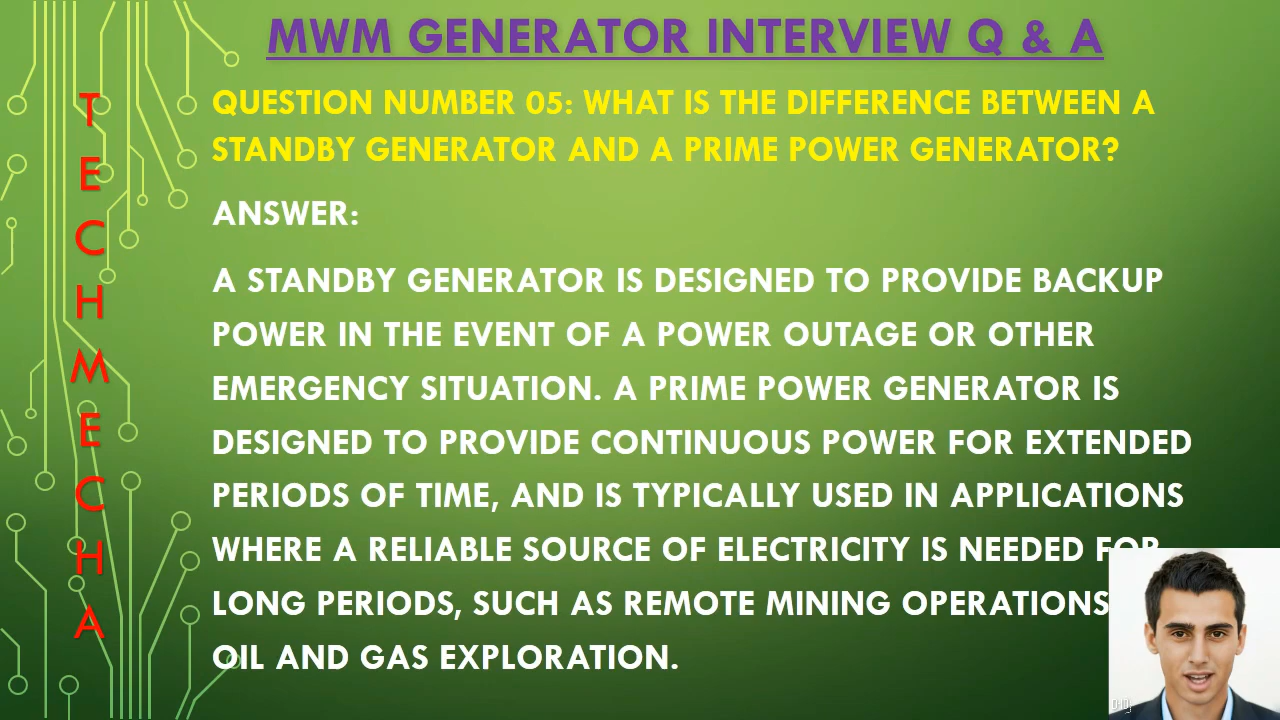 MWM GENERATOR INTERVIEW Q & A
QUESTION NUMBER 05: WHAT IS THE DIFFERENCE BETWEEN A
STANDBY GENERATOR AND A PRIME POWER GENERATOR?
ANSWER:
A STANDBY GENERATOR IS DESIGNED TO PROVIDE BACKUP
POWER IN THE EVENT OF A POWER OUTAGE OR OTHER
EMERGENCY SITUATION. A PRIME POWER GENERATOR IS
DESIGNED TO PROVIDE CONTINUOUS POWER FOR EXTENDED
PERIODS OF TIME, AND IS TYPICALLY USED IN APPLICATIONS
WHERE A RELIABLE SOURCE OF ELECTRICITY IS NEEDED FOR
LONG PERIODS, SUCH AS REMOTE MINING OPERATIONS
OIL AND GAS EXPLORATION.
T
E
C
H
M
E
C
H
A